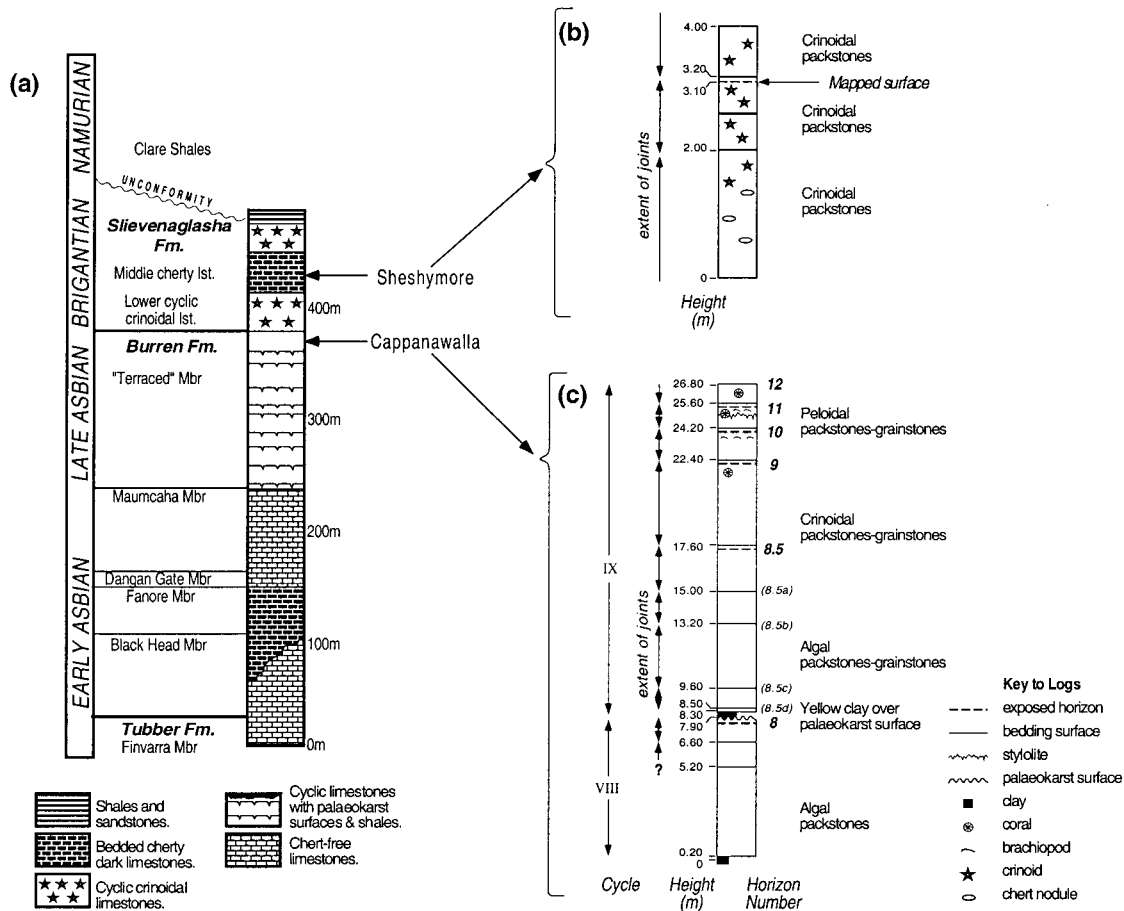 (a)
NAMURIAN
BRIGANTIAN
LATE ASBIAN
EARLY ASBIAN
Clare Shales
UNCONFORMITY
Slievenaglasha
Fm.
Middle cherty lst.
Lower cyclic
crinoidal lst.
Burren Fm.
"Terraced" Mbr
Maumcaha Mbr
Dangan Gate Mbr
Fanore Mbr
Black Head Mbr
Tubber Fm.
Finvarra Mbr
400m
300m
200m
100m
0m
Sheshymore
Cappanawalla
Shales and
sandstones.
Bedded cherty
dark limestones.
Cyclic crinoidal
limestones.
Cyclic limestones
with palaeokarst
surfaces & shales.
Chert-free
limestones.
(b)
4.00
3.20
3.10
2.00
0
extent of joints
Height
(m)
Crinoidal
packstones
Mapped surface
Crinoidal
packstones
Crinoidal
packstones
(c)
IX
VIII
extent of joints
?
26.80
25.60
24.20
22.40
17.60
15.00
13.20
9.60
8.50
8.30
7.90
6.60
5.20
0.20
0
12
11
10
9
8.5
(8.5a)
(8.5b)
(8.5c)
(8.5d)
8
Peloidal
packstones-grainstones
Crinoidal
packstones-grainstones
Algal
packstones-grainstones
Yellow clay over
palaeokarst surface
Algal
packstones
Cycle
Height
(m)
Horizon
Number
Key to Logs
exposed horizon
bedding surface
stylolite
palaeokarst surface
clay
coral
brachiopod
crinoid
chert nodule